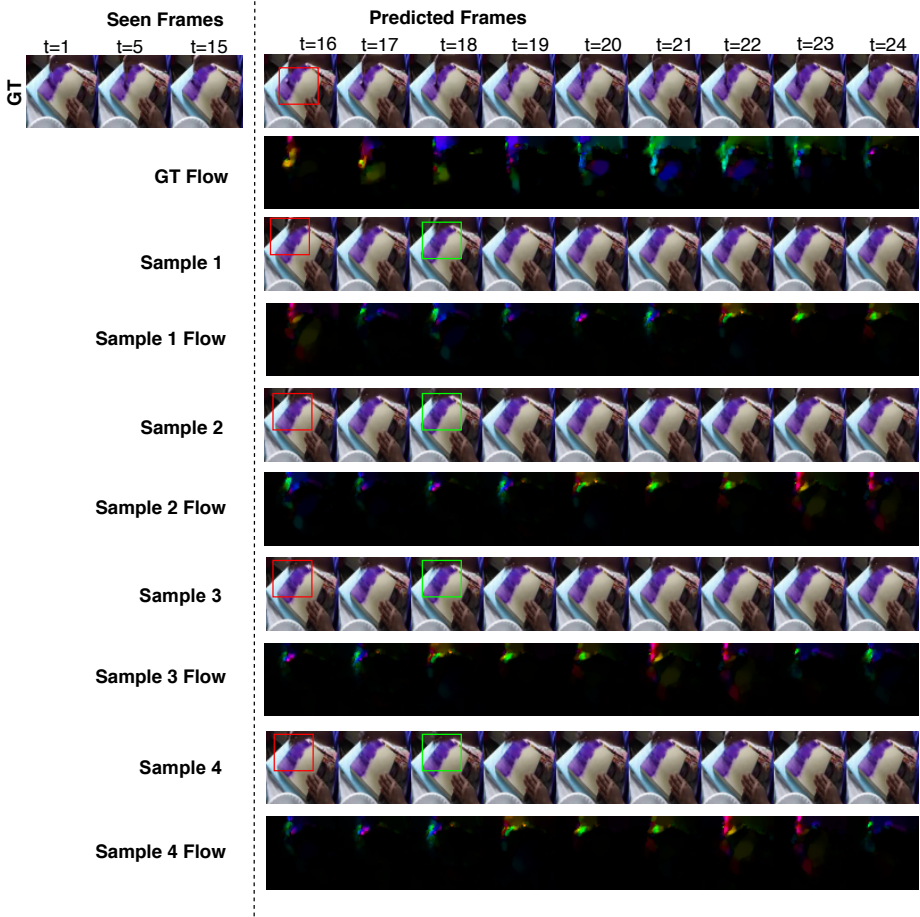 Seen Frames
Predicted Frames
t=1 t=5 t=15
t=16 t=17 t=18 t=19 t=20 t=21 t=22 t=23 t=24
GT
GT Flow
Sample 1
Sample 1 Flow
Sample 2
Sample 2 Flow
Sample 3
Sample 3 Flow
Sample 4
Sample 4 Flow